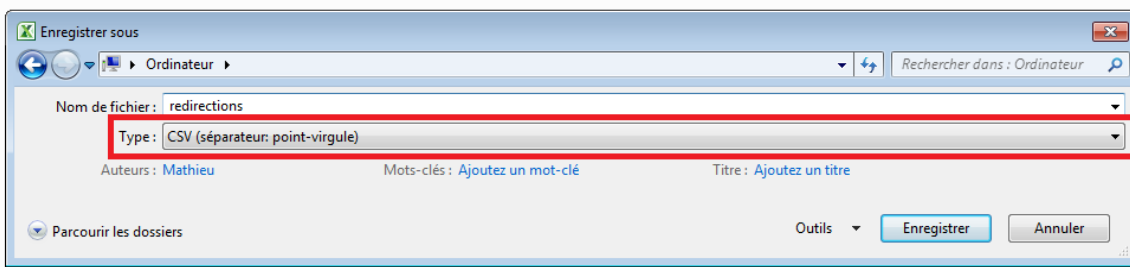 Enregistrer sous
Ordinateur
Rechercher dans : Ordinateur
Nom de fichier : redirections
Type : CSV (séparateur: point-virgule)
Auteurs : Mathieu Mots-clés : Ajoutez un mot-clé Titre : Ajoutez un titre
Parcourir les dossiers Outils Enregistrer Annuler